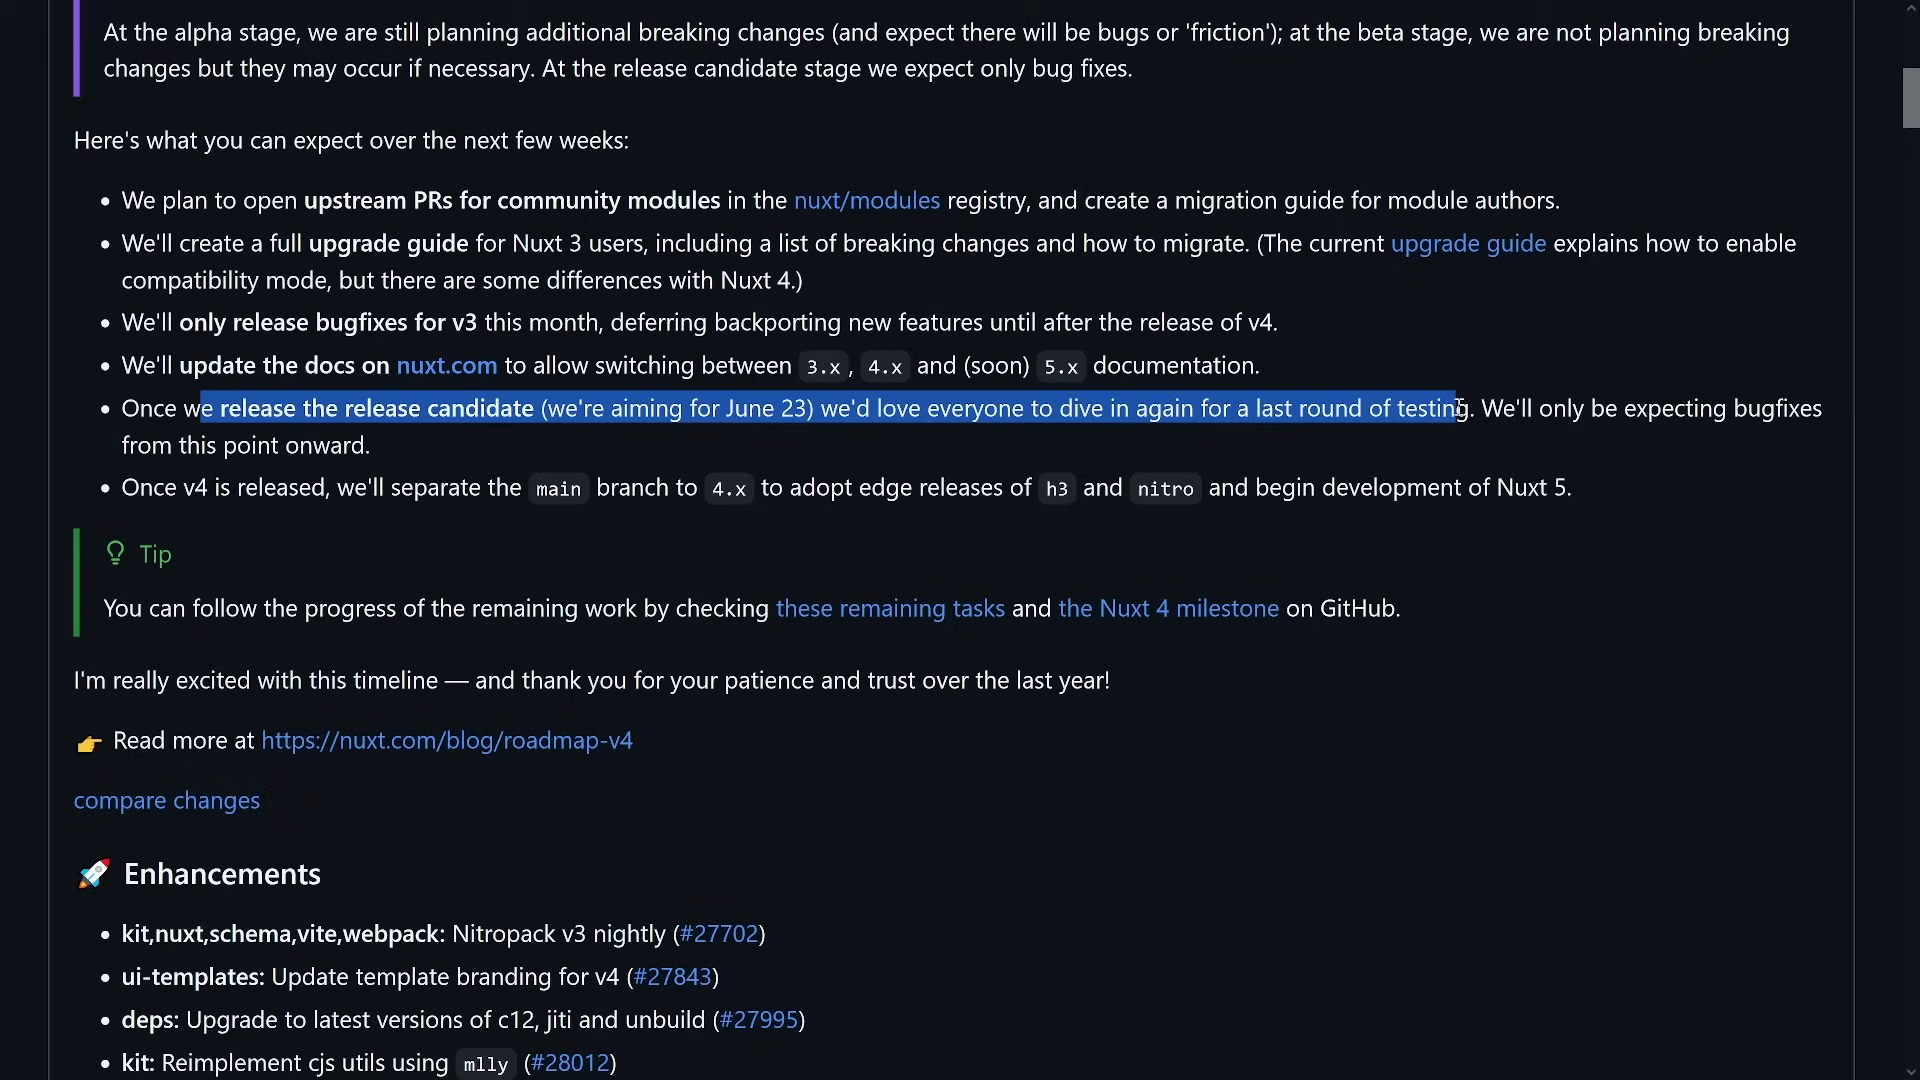 At the alpha stage, we are still planning additional breaking changes (and expect there will be bugs or 'friction'); at the beta stage, we are not planning breaking
changes but they may occur if necessary. At the release candidate stage we expect only bug fixes.
Here's what you can expect over the next few weeks:
• We plan to open upstream PRs for community modules in the nuxt/modules registry, and create a migration guide for module authors.
• We'll create a full upgrade guide for Nuxt 3 users, including a list of breaking changes and how to migrate. (The current upgrade guide explains how to enable
compatibility mode, but there are some differences with Nuxt 4.)
• We'll only release bugfixes for v3 this month, deferring backporting new features until after the release of v4.
• We'll update the docs on nuxt.com to allow switching between 3.x, 4.x and (soon) 5.x documentation.
• Once we release the release candidate (we're aiming for June 23) we'd love everyone to dive in again for a last round of testing. We'll only be expecting bugfixes
from this point onward.
• Once v4 is released, we'll separate the main branch to 4.x to adopt edge releases of h3 and nitro and begin development of Nuxt 5.
Tip
You can follow the progress of the remaining work by checking these remaining tasks and the Nuxt 4 milestone on GitHub.
I'm really excited with this timeline — and thank you for your patience and trust over the last year!
👉 Read more at https://nuxt.com/blog/roadmap-v4
compare changes
🚀 Enhancements
• kit,nuxt,schema,vite,webpack: Nitropack v3 nightly (#27702)
• ui-templates: Update template branding for v4 (#27843)
• deps: Upgrade to latest versions of c12, jiti and unbuild (#27995)
• kit: Reimplement cjs utils using mlly (#28012)